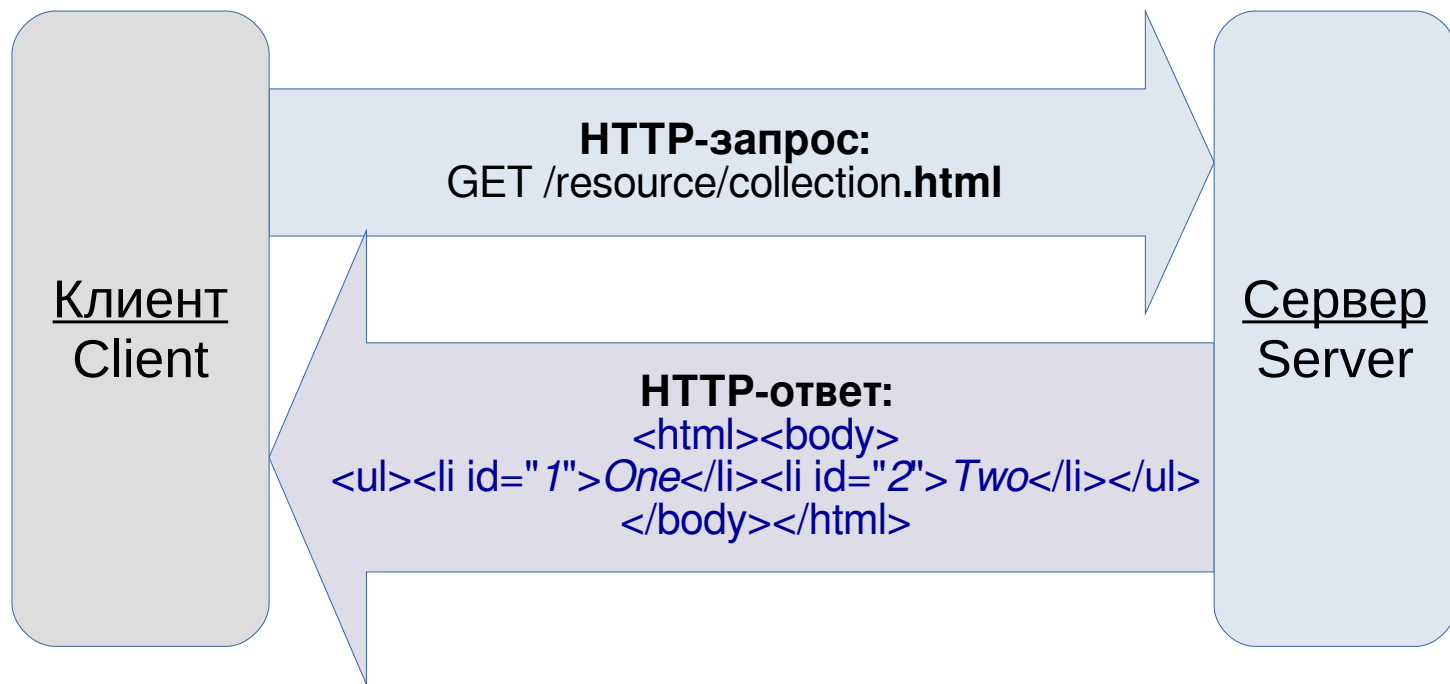 Клиент
Client
HTTP-запрос:
GET /resource/collection.html
HTTP-ответ:
<html><body>
<ul><li id="1">One</li><li id="2">Two</li></ul>
</body></html>
Сервер
Server